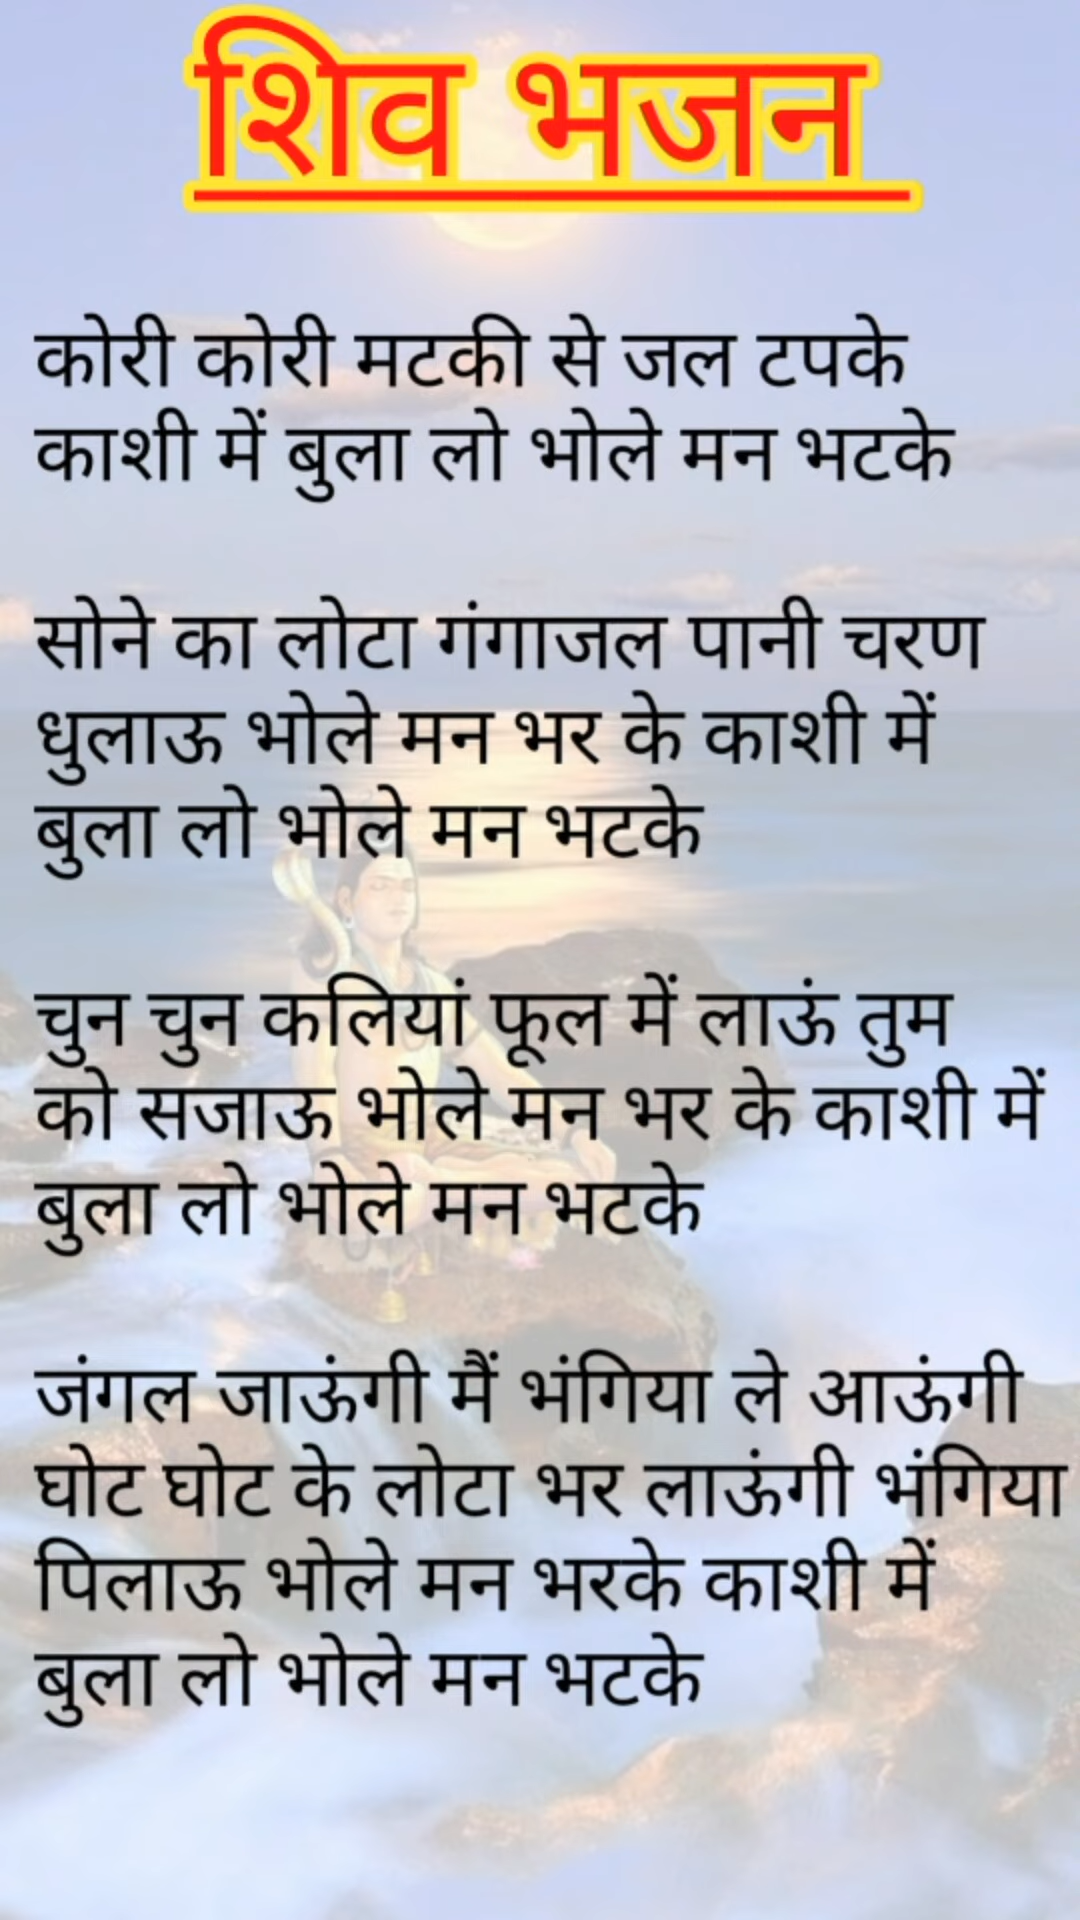 शिव भजन
कोरी कोरी मटकी से जल टपके
काशी में बुला लो भोले मन भटके
सोने का लोटा गंगाजल पानी चरण
धुलाऊ भोले मन भर के काशी में
बुला लो भोले मन भटके
चुन चुन कलियां फूल में लाऊं तुम
को सजाऊ भोले मन भर के काशी में
बुला लो भोले मन भटके
जंगल जाऊंगी मैं भंगिया ले आऊंगी
घोट घोट के लोटा भर लाऊंगी भंगिया
पिलाऊ भोले मन भरके काशी में
बुला लो भोले मन भटके